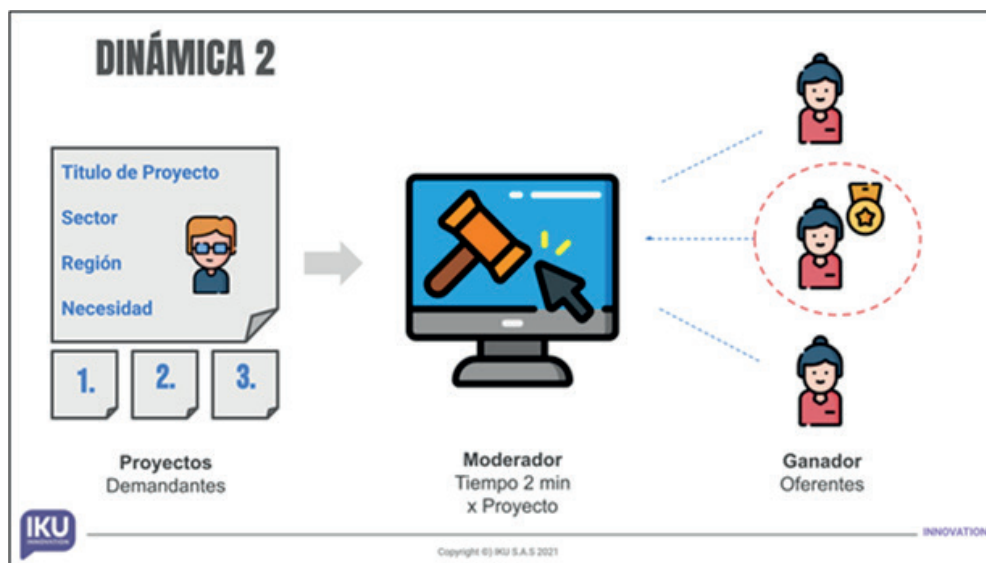 DINÁMICA 2
Titulo de Proyecto
Sector
Región
Necesidad
1.
2.
3.
Proyectos
Demandantes
Moderador
Tiempo 2 min
x Proyecto
Ganador
Oferentes
IKU
INNOVATION
INNOVATION
Copyright ©) IKU S.A.S 2021